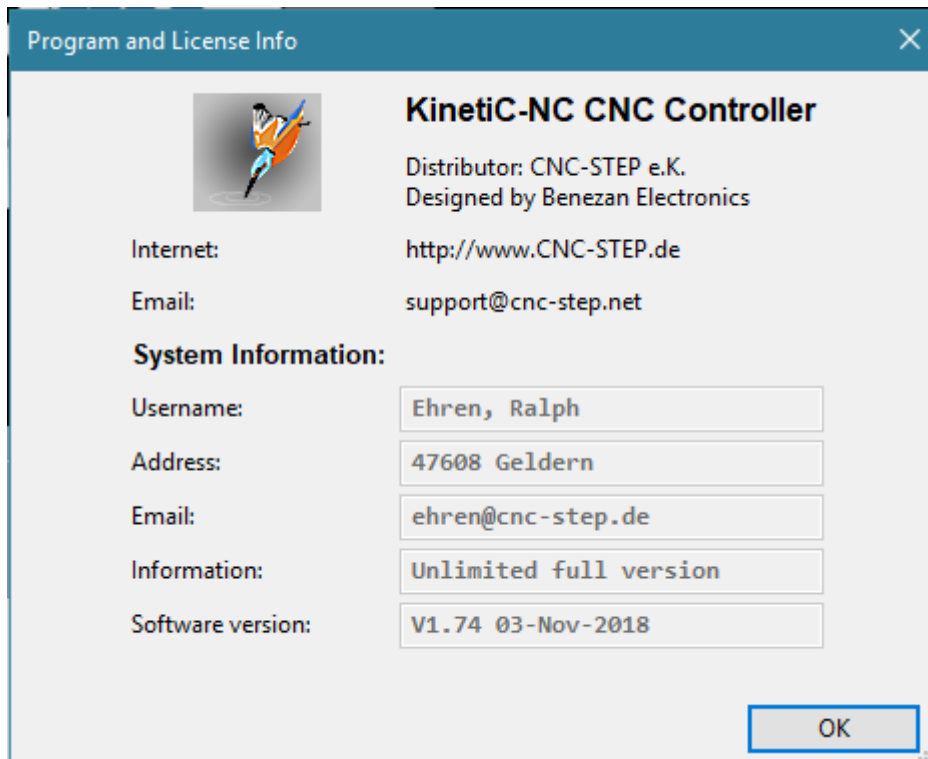 Program and License Info
KinetiC-NC CNC Controller
Distributor: CNC-STEP e.K.
Designed by Benezan Electronics
Internet: http://www.CNC-STEP.de
Email: support@cnc-step.net
System Information:
Username: Ehren, Ralph
Address: 47608 Geldern
Email: ehren@cnc-step.de
Information: Unlimited full version
Software version: V1.74 03-Nov-2018
OK